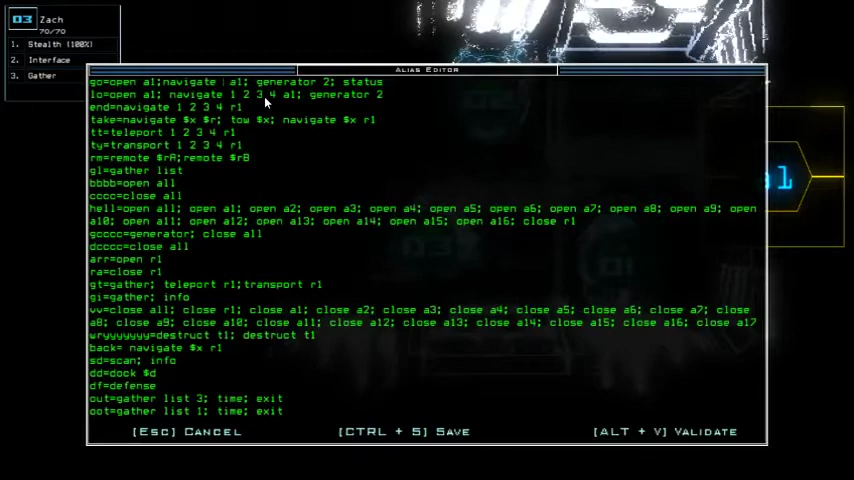 03 Zach
70/70
1. Stealth (100%)
2. Interface
3. Gather
Alias Editor
go=open a1;navigate a1; generator 2; status
lo=open a1; navigate 1 2 3 4 a1; generator 2
end=navigate 1 2 3 4 r1
take=navigate $x $r; tow $x; navigate $x r1
tt=teleport 1 2 3 4 r1
ty=transport 1 2 3 4 r1
rm=remote $rA;remote $rB
gl=gather list
bbbb=open all
cccc=close all
hell=open all; open a1; open a2; open a3; open a4; open a5; open a6; open a7; open a8; open a9; open
a10; open a11; open a12; open a13; open a14; open a15; open a16; close r1
gcccc=generator; close all
dcccc=close all
arr=open r1
ra=close r1
gt=gather; teleport r1;transport r1
gi=gather; info
vv=close all; close r1; close a1; close a2; close a3; close a4; close a5; close a6; close a7; close
a8; close a9; close a10; close a11; close a12; close a13; close a14; close a15; close a16; close a17
wryyyyyy=destruct t1; destruct t1
back= navigate $x r1
sd=scan; info
dd=dock $d
df=defense
out=gather list 3; time; exit
oot=gather list 1; time; exit
[Esc] Cancel
[CTRL + S] Save
[ALT + V] Validate